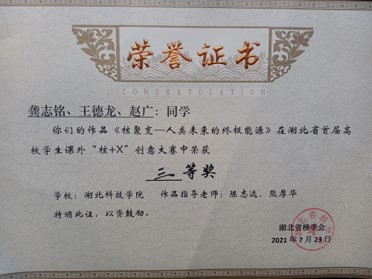 荣誉证书
CONGRATULATION
龚志铭、王德龙、赵广：同学
你们的作品《核聚变—人类未来的终极能源》在湖北省首届高
校学生课外“核+X”创意大赛中荣获
三等奖
学校：湖北科技学院 作品指导老师：陈志远、熊厚华
特颁此证，以资鼓励。
湖北省核学会
2021年7月23日